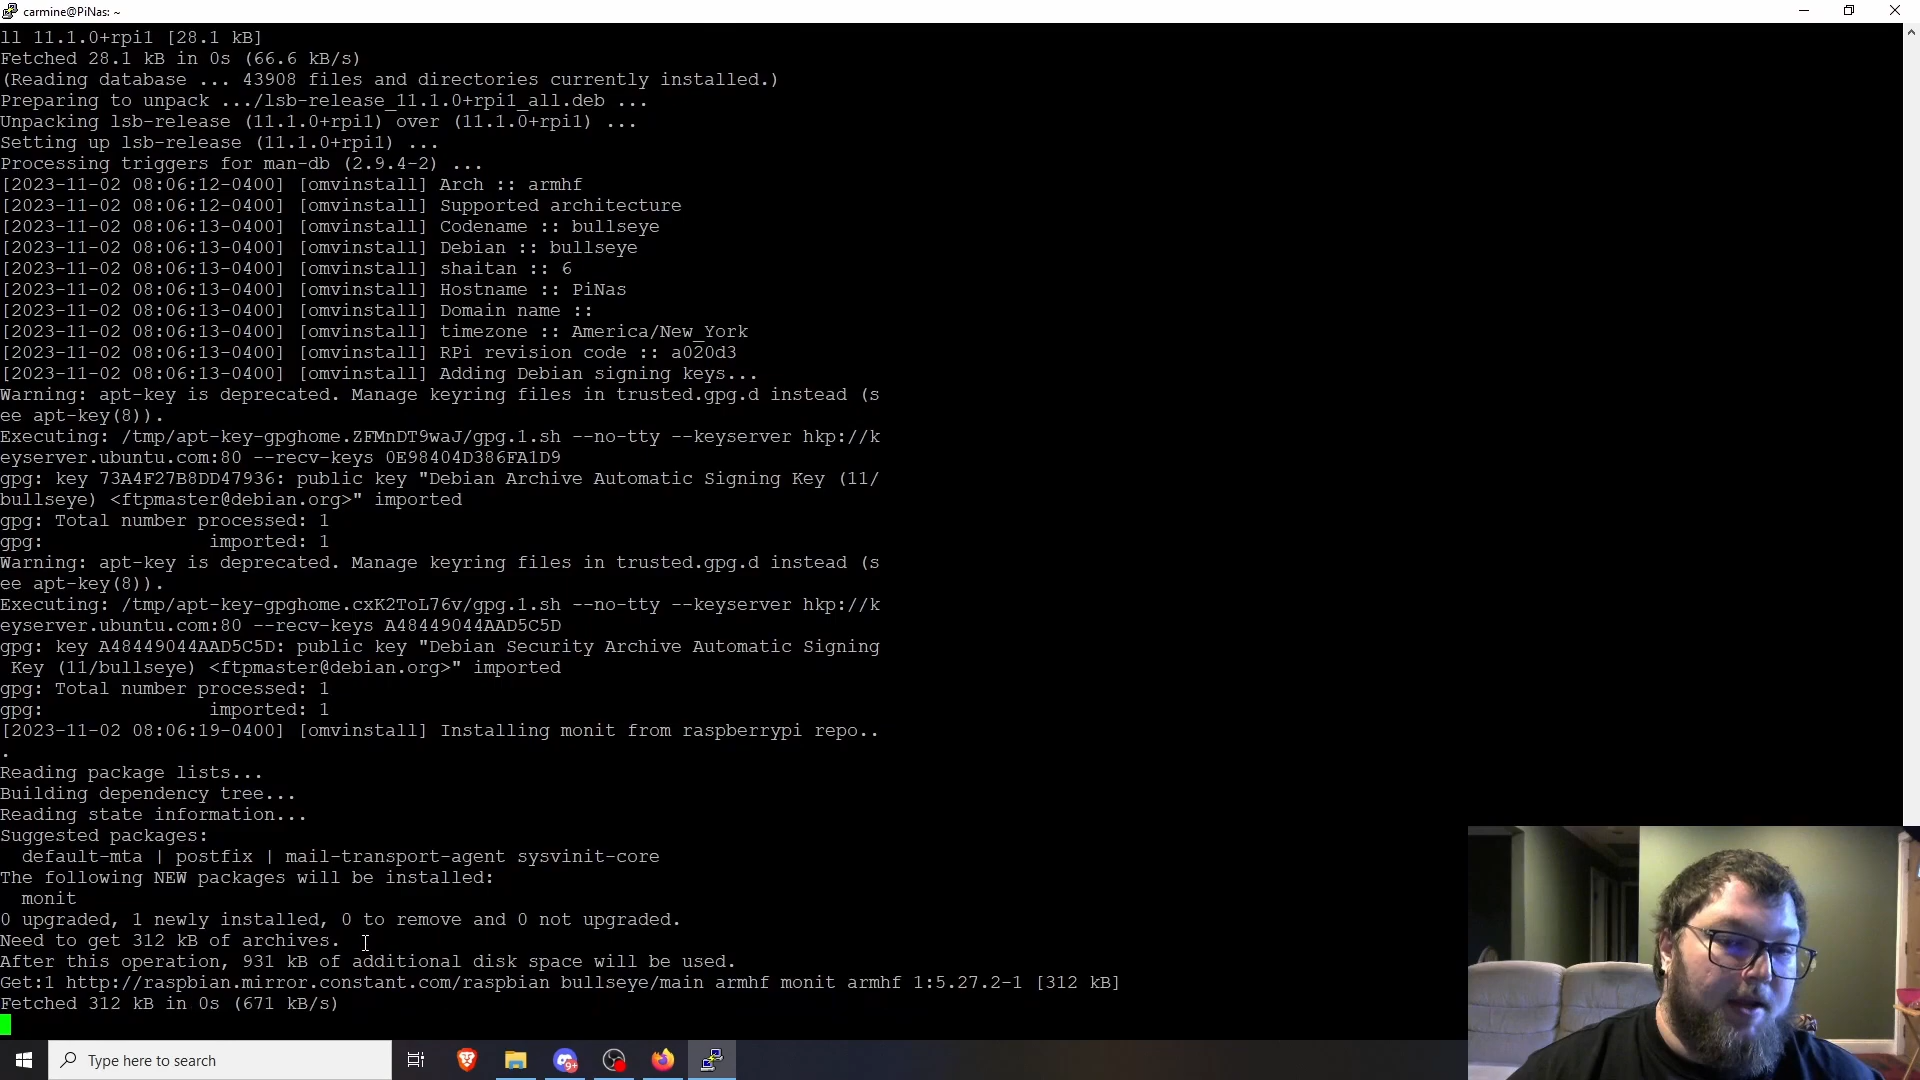 carmine@PiNas: ~
ll 11.1.0+rpi1 [28.1 kB]
Fetched 28.1 kB in 0s (66.6 kB/s)
(Reading database ... 43908 files and directories currently installed.)
Preparing to unpack .../lsb-release_11.1.0+rpi1_all.deb ...
Unpacking lsb-release (11.1.0+rpi1) over (11.1.0+rpi1) ...
Setting up lsb-release (11.1.0+rpi1) ...
Processing triggers for man-db (2.9.4-2) ...
[2023-11-02 08:06:12-0400] [omvinstall] Arch :: armhf
[2023-11-02 08:06:12-0400] [omvinstall] Supported architecture
[2023-11-02 08:06:13-0400] [omvinstall] Codename :: bullseye
[2023-11-02 08:06:13-0400] [omvinstall] Debian :: bullseye
[2023-11-02 08:06:13-0400] [omvinstall] shaitan :: 6
[2023-11-02 08:06:13-0400] [omvinstall] Hostname :: PiNas
[2023-11-02 08:06:13-0400] [omvinstall] Domain name ::
[2023-11-02 08:06:13-0400] [omvinstall] timezone :: America/New_York
[2023-11-02 08:06:13-0400] [omvinstall] RPi revision code :: a020d3
[2023-11-02 08:06:13-0400] [omvinstall] Adding Debian signing keys...
Warning: apt-key is deprecated. Manage keyring files in trusted.gpg.d instead (s
ee apt-key(8)).
Executing: /tmp/apt-key-gpghome.ZFMnDT9waJ/gpg.1.sh --no-tty --keyserver hkp://k
eyserver.ubuntu.com:80 --recv-keys 0E98404D386FA1D9
gpg: key 73A4F27B8DD47936: public key "Debian Archive Automatic Signing Key (11/
bullseye) <ftpmaster@debian.org>" imported
gpg: Total number processed: 1
gpg:               imported: 1
Warning: apt-key is deprecated. Manage keyring files in trusted.gpg.d instead (s
ee apt-key(8)).
Executing: /tmp/apt-key-gpghome.cxK2ToL76v/gpg.1.sh --no-tty --keyserver hkp://k
eyserver.ubuntu.com:80 --recv-keys A48449044AAD5C5D
gpg: key A48449044AAD5C5D: public key "Debian Security Archive Automatic Signing
 Key (11/bullseye) <ftpmaster@debian.org>" imported
gpg: Total number processed: 1
gpg:               imported: 1
[2023-11-02 08:06:19-0400] [omvinstall] Installing monit from raspberrypi repo..
.
Reading package lists...
Building dependency tree...
Reading state information...
Suggested packages:
  default-mta | postfix | mail-transport-agent sysvinit-core
The following NEW packages will be installed:
  monit
0 upgraded, 1 newly installed, 0 to remove and 0 not upgraded.
Need to get 312 kB of archives.
After this operation, 931 kB of additional disk space will be used.
Get:1 http://raspbian.mirror.constant.com/raspbian bullseye/main armhf monit armhf 1:5.27.2-1 [312 kB]
Fetched 312 kB in 0s (671 kB/s)
Type here to search
9+